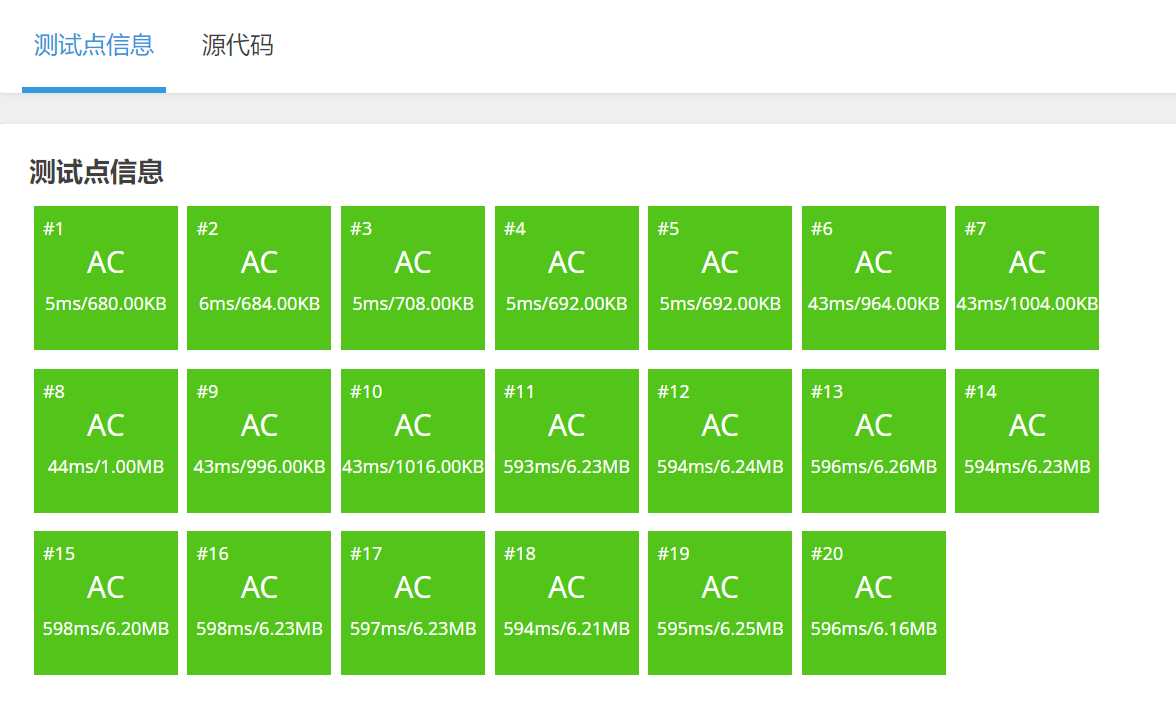 测试点信息 源代码
测试点信息
#1 #2 #3 #4 #5 #6 #7
AC AC AC AC AC AC AC
5ms/680.00KB 6ms/684.00KB 5ms/708.00KB 5ms/692.00KB 5ms/692.00KB 43ms/964.00KB 43ms/1004.00KB
#8 #9 #10 #11 #12 #13 #14
AC AC AC AC AC AC AC
44ms/1.00MB 43ms/996.00KB 43ms/1016.00KB 593ms/6.23MB 594ms/6.24MB 596ms/6.26MB 594ms/6.23MB
#15 #16 #17 #18 #19 #20
AC AC AC AC AC AC
598ms/6.20MB 598ms/6.23MB 597ms/6.23MB 594ms/6.21MB 595ms/6.25MB 596ms/6.16MB